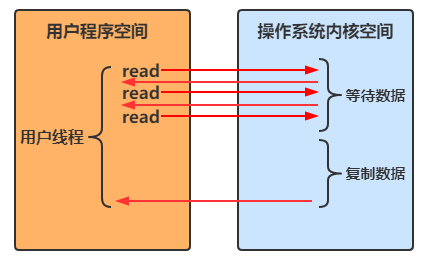 用户程序空间
操作系统内核空间
read
read
等待数据
read
用户线程
复制数据